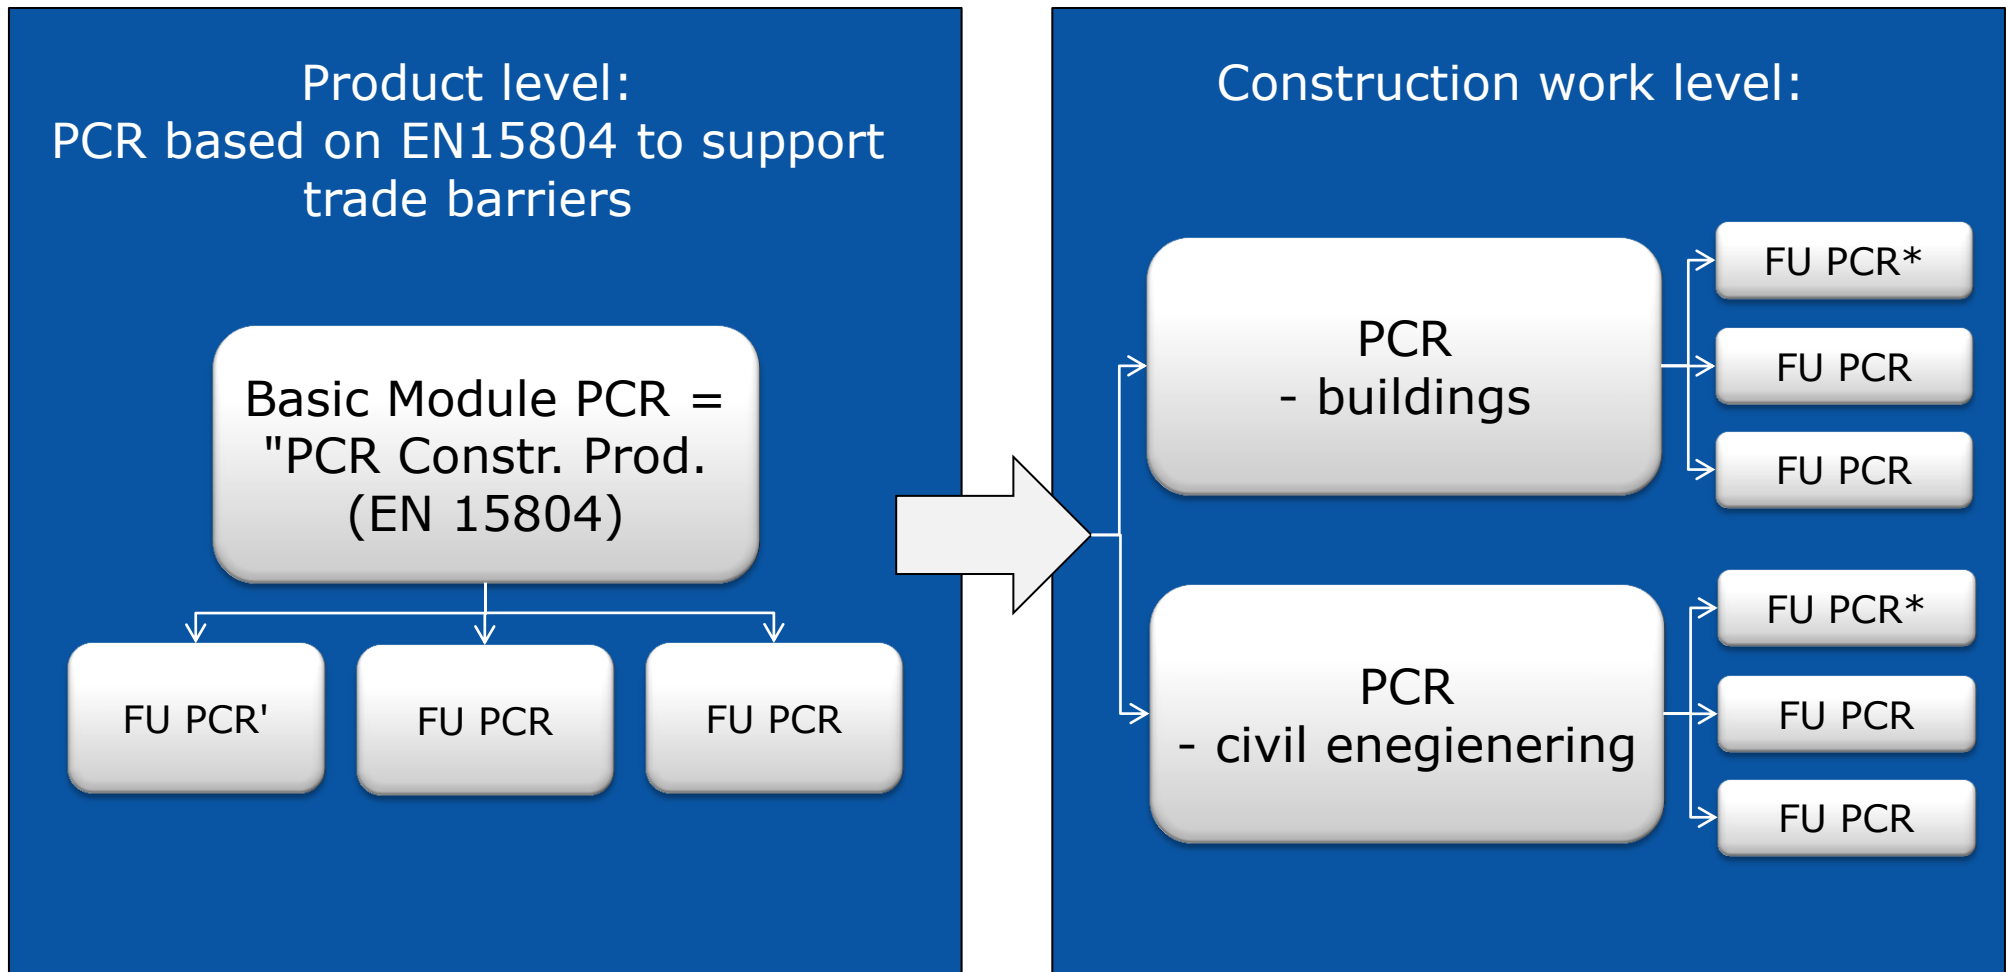 Product level:
PCR based on EN15804 to support
trade barriers
Basic Module PCR =
"PCR Constr. Prod.
(EN 15804)
FU PCR'
FU PCR
FU PCR
Construction work level:
PCR
- buildings
FU PCR*
FU PCR
FU PCR
PCR
- civil enegienering
FU PCR*
FU PCR
FU PCR